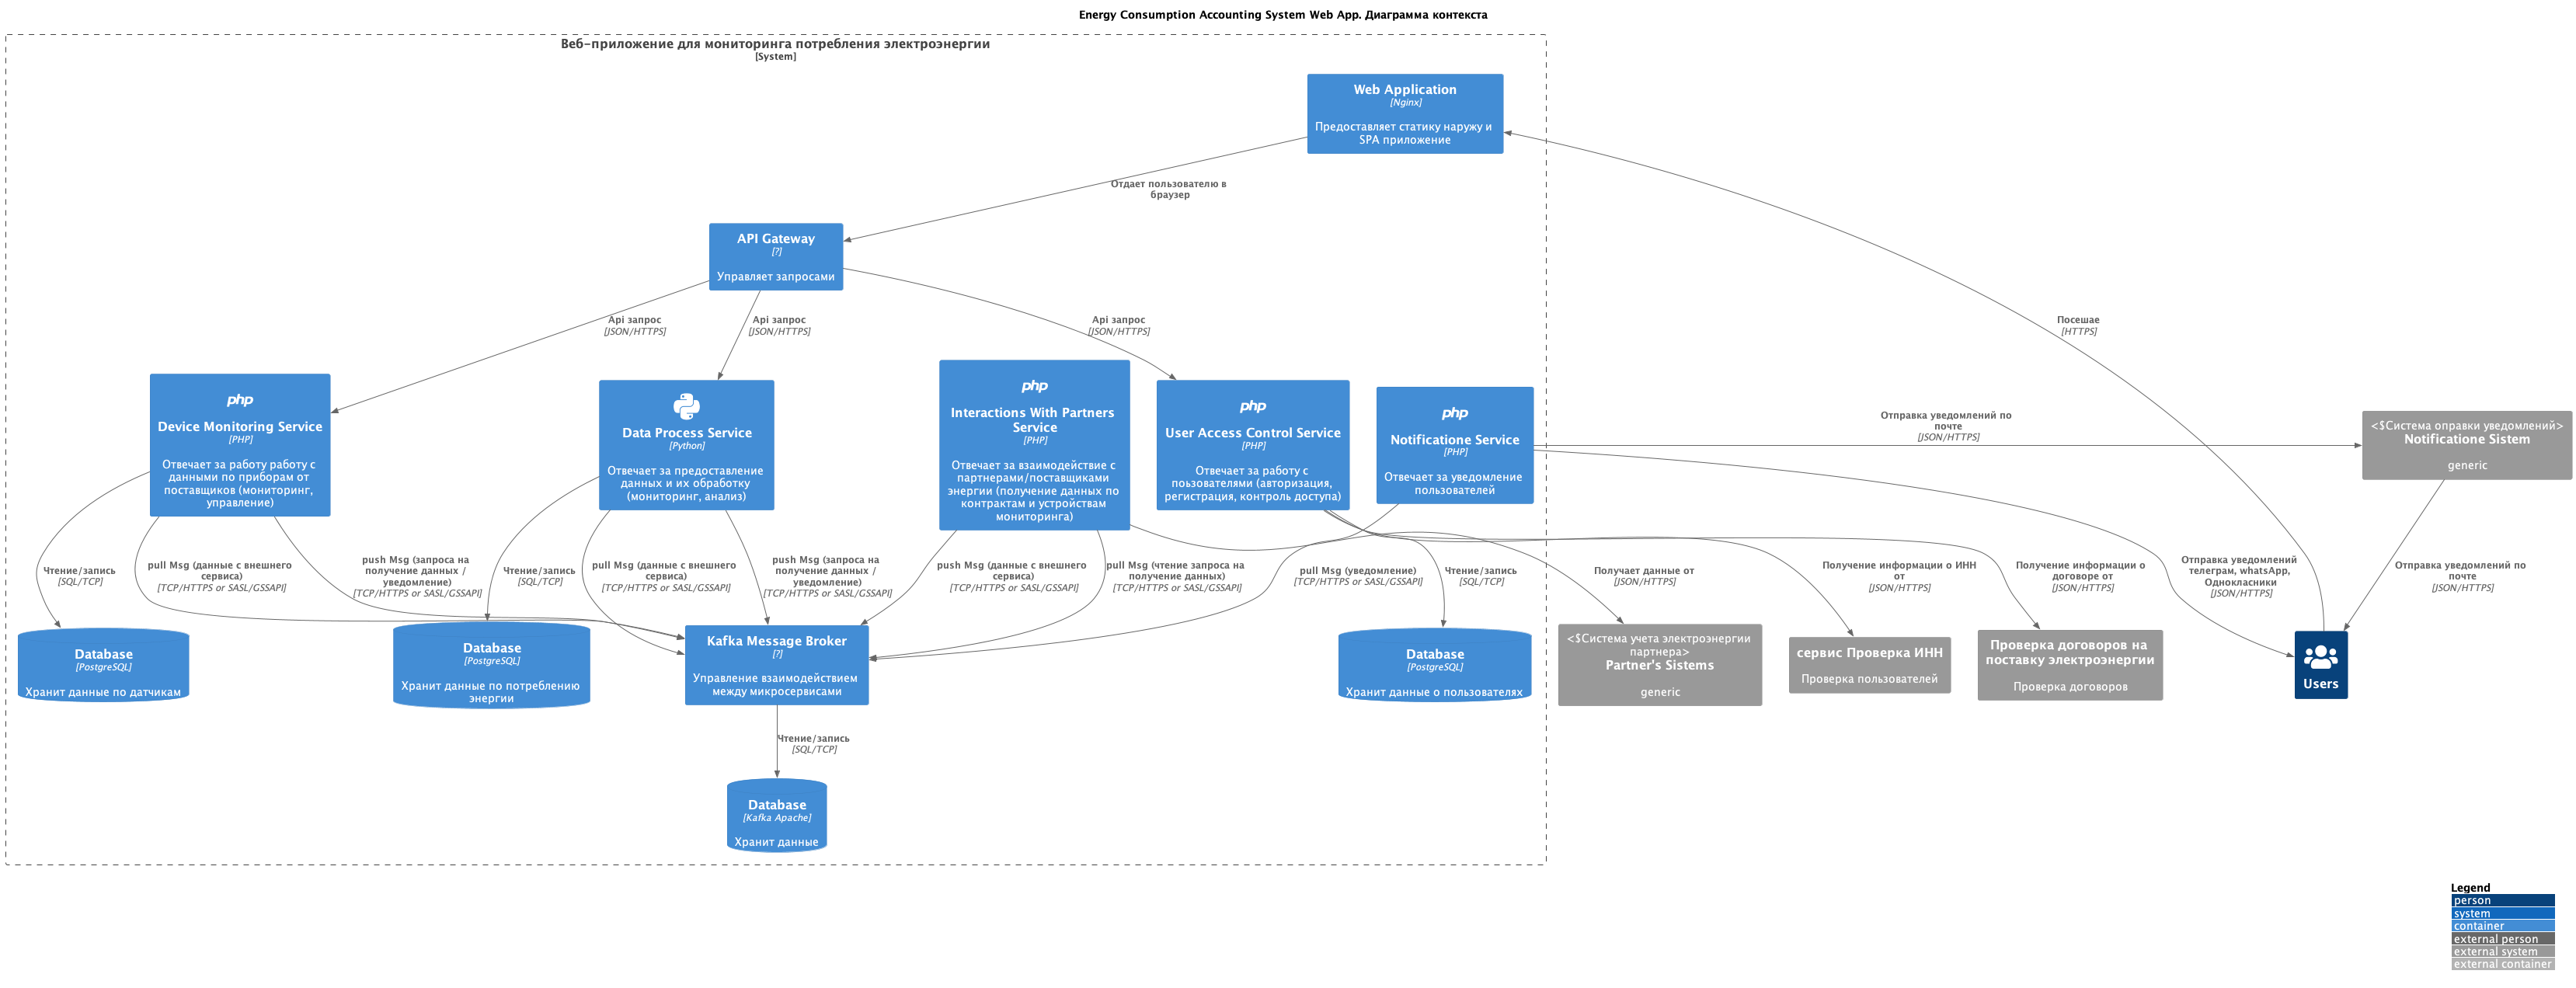 Energy Consumption Accounting System Web App. Диаграмма контекста
Веб-приложение для мониторинга потребления электроэнергии
[System]
Web Application
[Nginx]
Предоставляет статику наружу и
SPA приложение
Отдает пользователю в
браузер
API Gateway
[?]
Управляет запросами
Api запрос
[JSON/HTTPS]
Api запрос
[JSON/HTTPS]
Api запрос
[JSON/HTTPS]
Посешае
[HTTPS]
php
Device Monitoring Service
[PHP]
Отвечает за работу работу с
данными по приборам от
поставщиков (мониторинг,
управление)
Data Process Service
[Python]
Отвечает за предоставление
данных и их обработку
(мониторинг, анализ)
php
Interactions With Partners
Service
[PHP]
Отвечает за взаимодействие с
партнерами/поставщиками
энергии (получение данных по
контрактам и устройствам
мониторинга)
php
User Access Control Service
[PHP]
Отвечает за работу с
поьзователями (авторизация,
регистрация, контроль доступа)
php
Notificatione Service
[PHP]
Отвечает за уведомление
пользователей
Отправка уведомлений по
почте
[JSON/HTTPS]
<$Система оправки уведомлений>
Notificatione Sistem
generic
Чтение/запись
[SQL/TCP]
pull Msg (данные с внешнего
сервиса)
[TCP/HTTPS or SASL/GSSAPI]
push Msg (запроса на
получение данных /
уведомление)
[TCP/HTTPS or SASL/GSSAPI]
Чтение/запись
[SQL/TCP]
pull Msg (данные с внешнего
сервиса)
[TCP/HTTPS or SASL/GSSAPI]
push Msg (запроса на
получение данных /
уведомление)
[TCP/HTTPS or SASL/GSSAPI]
push Msg (данные с внешнего
сервиса)
[TCP/HTTPS or SASL/GSSAPI]
pull Msg (чтение запроса на
получение данных)
[TCP/HTTPS or SASL/GSSAPI]
pull Msg (уведомление)
[TCP/HTTPS or SASL/GSSAPI]
Чтение/запись
[SQL/TCP]
Получает данные от
[JSON/HTTPS]
Получение информации о ИНН
от
[JSON/HTTPS]
Получение информации о
договоре от
[JSON/HTTPS]
Отправка уведомлений
телеграм, whatsApp,
Однокласники
[JSON/HTTPS]
Отправка уведомлений по
почте
[JSON/HTTPS]
Database
[PostgreSQL]
Хранит данные по датчикам
Database
[PostgreSQL]
Хранит данные по потреблению
энергии
Kafka Message Broker
[?]
Управление взаимодействием
между микросервисами
Database
[PostgreSQL]
Хранит данные о пользователях
<$Система учета электроэнергии
партнера>
Partner's Sistems
generic
сервис Проверка ИНН
Проверка пользователей
Проверка договоров на
поставку электроэнергии
Проверка договоров
Users
Чтение/запись
[SQL/TCP]
Database
[Kafka Apache]
Хранит данные
Legend
person
system
container
external person
external system
external container